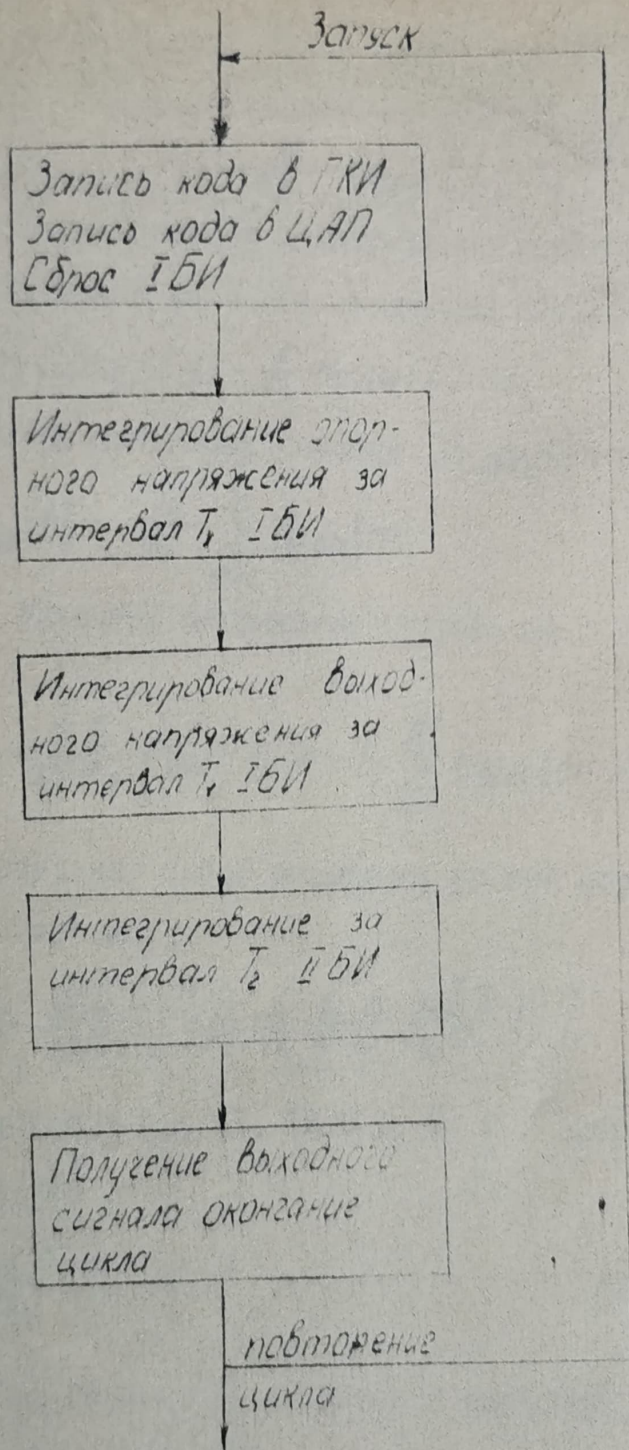 Запуск
Запись кода в ГКИ
Запись кода в ЦАП
Сброс I БИ
Интегрирование опор-
ного напряжения за
интервал T₁ I БИ
Интегрирование выход-
ного напряжения за
интервал T₁ I БИ
Интегрирование за
интервал T₂ II БИ
Получение выходного
сигнала окончание
цикла
повторение
цикла